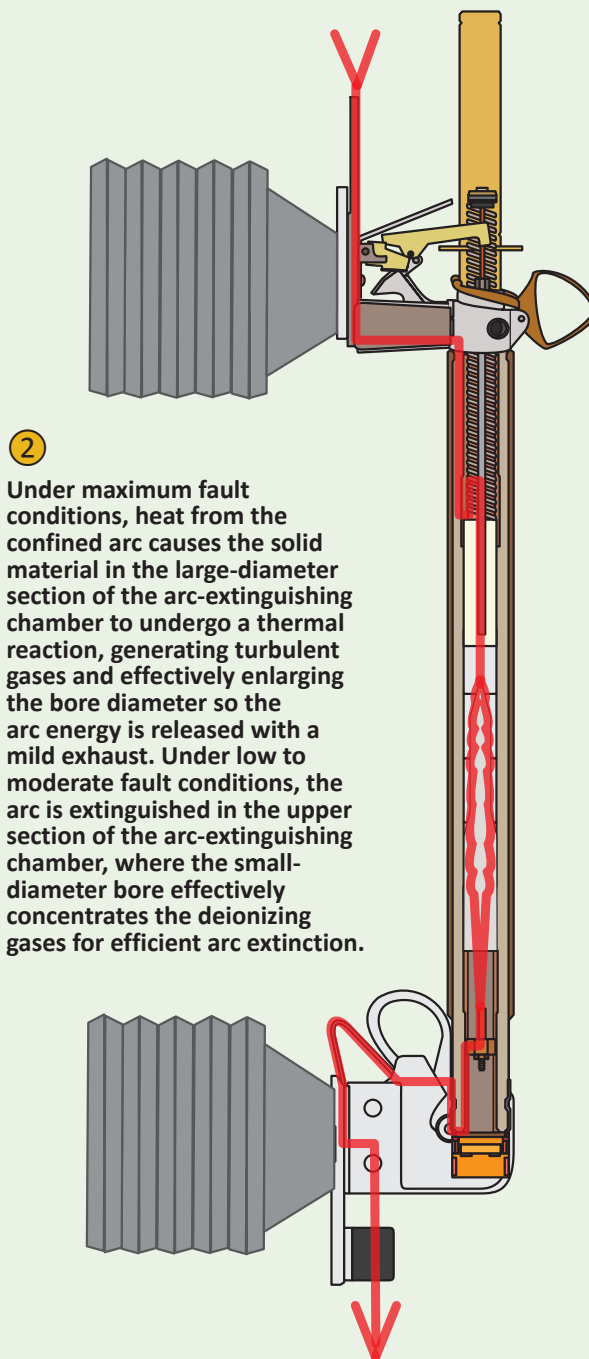 2
Under maximum fault
conditions, heat from the
confined arc causes the solid
material in the large-diameter
section of the arc-extinguishing
chamber to undergo a thermal
reaction, generating turbulent
gases and effectively enlarging
the bore diameter so the
arc energy is released with a
mild exhaust. Under low to
moderate fault conditions, the
arc is extinguished in the upper
section of the arc-extinguishing
chamber, where the small-
diameter bore effectively
concentrates the deionizing
gases for efficient arc extinction.